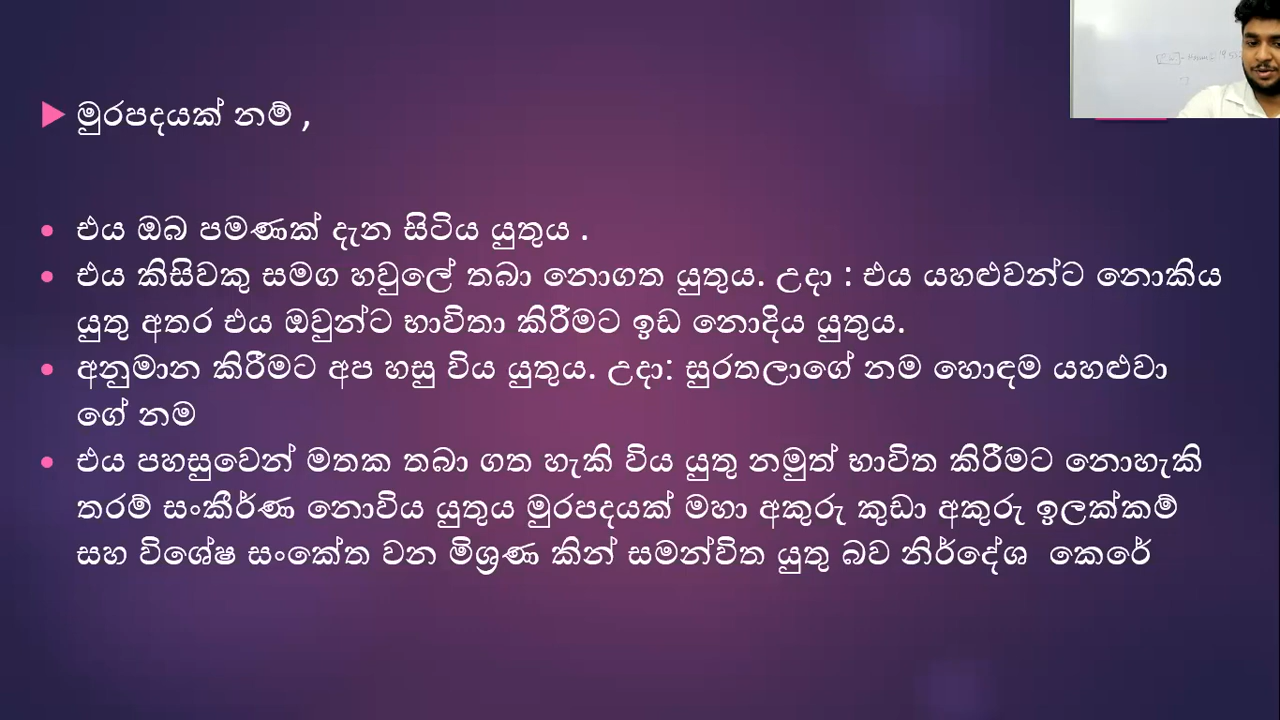 මුරපදයක් නම් ,
එය ඔබ පමණක් දැන සිටිය යුතුය .
එය කිසිවකු සමග හවුලේ තබා නොගත යුතුය. උදා : එය යහළුවන්ට නොකිය
යුතු අතර එය ඔවුන්ට භාවිතා කිරීමට ඉඩ නොදිය යුතුය.
අනුමාන කිරීමට අප හසු විය යුතුය. උදා: සුරතලාගේ නම හොඳම යහළුවා
ගේ නම
එය පහසුවෙන් මතක තබා ගත හැකි විය යුතු නමුත් භාවිත කිරීමට නොහැකි
තරම් සංකීර්ණ නොවිය යුතුය මුරපදයක් මහා අකුරු කුඩා අකුරු ඉලක්කම්
සහ විශේෂ සංකේත වන මිශ්‍රණ කින් සමන්විත යුතු බව නිර්දේශ කෙරේ